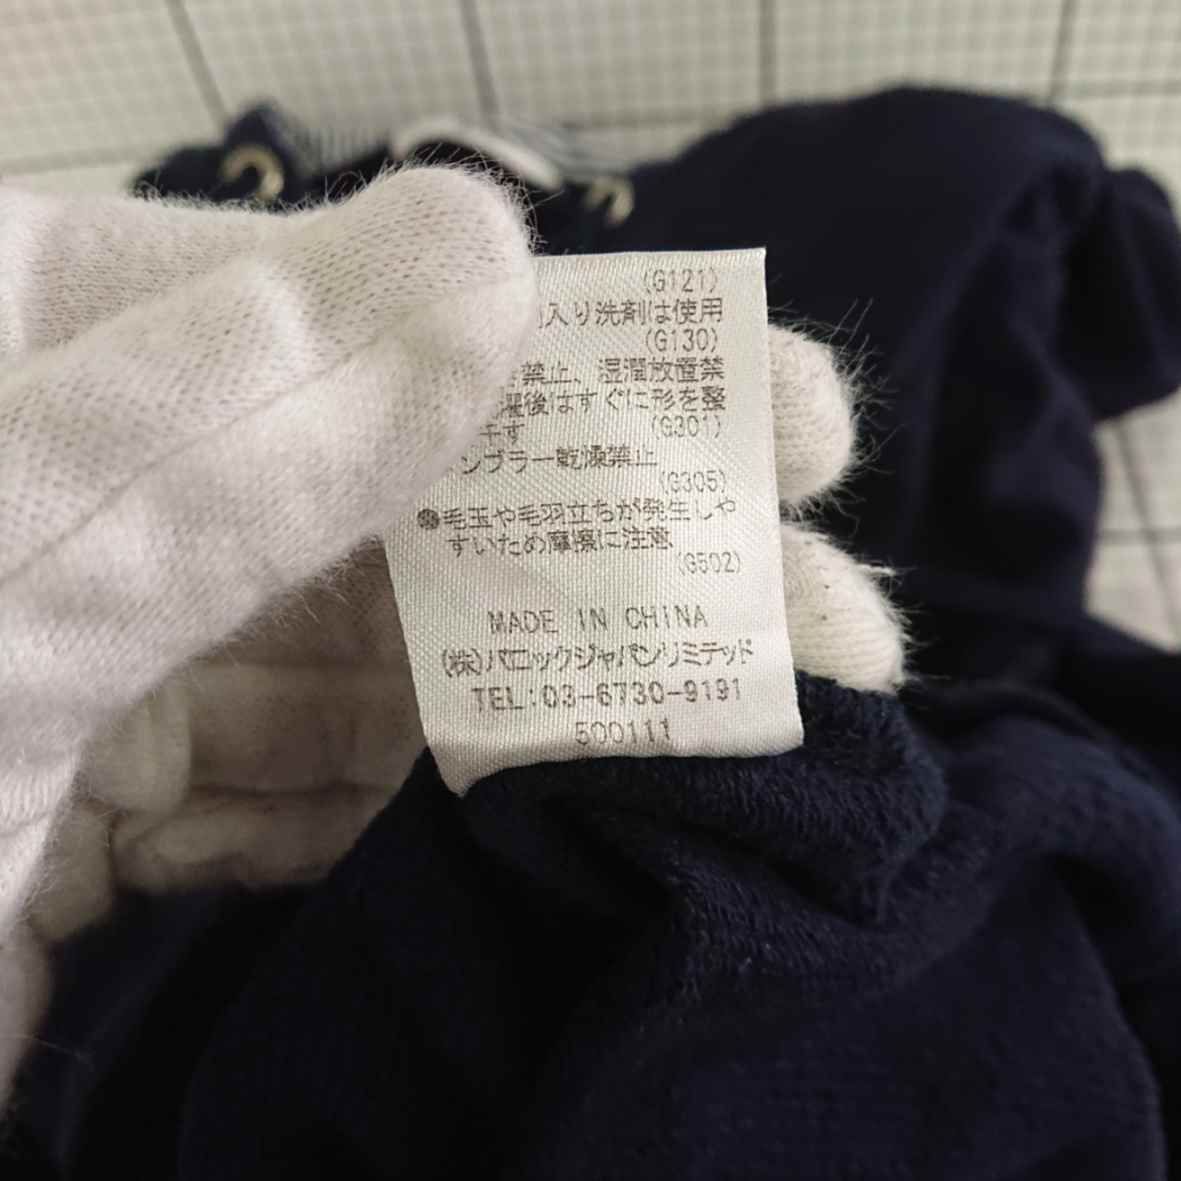 (G121)
入り洗剤は使用
(G130)
禁止、湿潤放置禁
濯後はすぐに形を整
干す (G301)
ンブラー乾燥禁止
(G305)
●毛玉や毛羽立ちが発生しや
すいため摩擦に注意
(G502)
MADE IN CHINA
(株)パニックジャパンリミテッド
TEL:03-6730-9191
500111